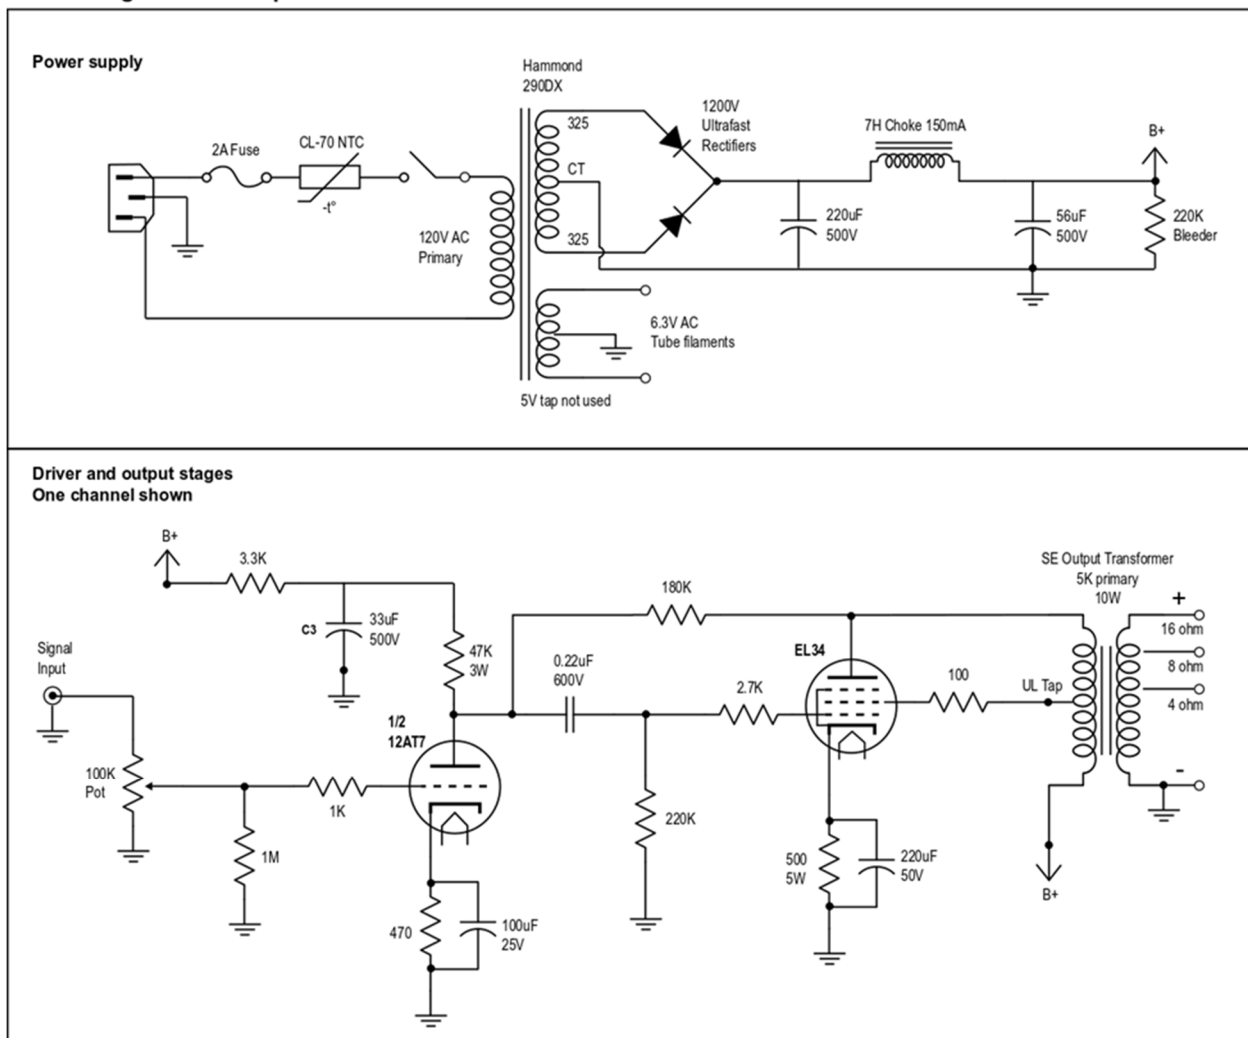 Power supply
Hammond
290DX
325
CT
325
1200V
Ultrafast
Rectifiers
7H Choke 150mA
B+
2A Fuse
CL-70 NTC
-t°
120V AC
Primary
220uF
500V
56uF
500V
220K
Bleeder
6.3V AC
Tube filaments
5V tap not used
Driver and output stages
One channel shown
B+
3.3K
C3
33uF
500V
47K
3W
180K
SE Output Transformer
5K primary
10W
+
16 ohm
8 ohm
4 ohm
-
Signal
Input
100K
Pot
1M
1K
1/2
12AT7
0.22uF
600V
2.7K
EL34
100
UL Tap
220K
470
100uF
25V
500
5W
220uF
50V
B+